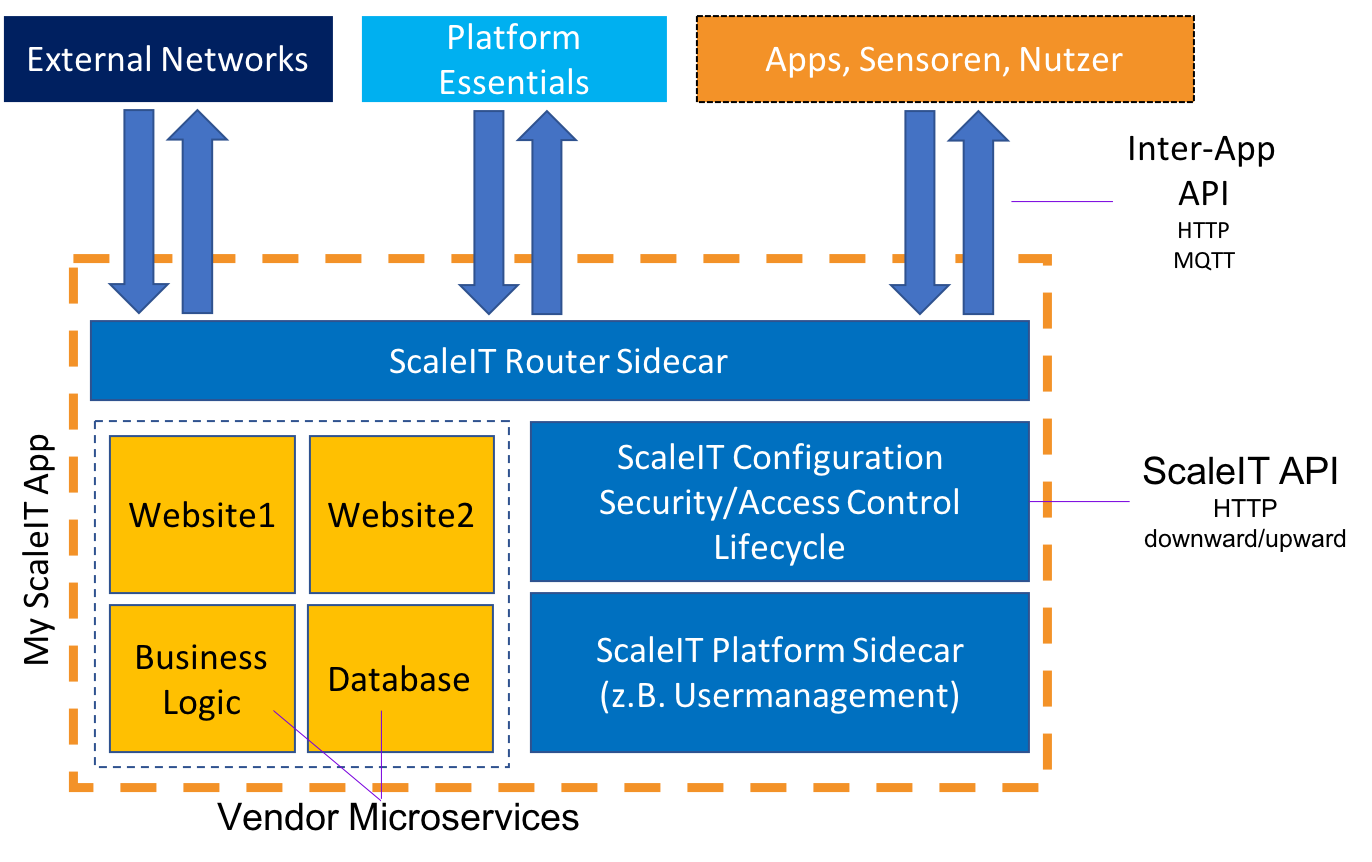 External Networks
Platform
Essentials
Apps, Sensoren, Nutzer
Inter-App
API
HTTP
MQTT
ScaleIT Router Sidecar
My ScaleIT App
Website1
Website2
Business
Logic
Database
ScaleIT Configuration
Security/Access Control
Lifecycle
ScaleIT Platform Sidecar
(z.B. Usermanagement)
ScaleIT API
HTTP
downward/upward
Vendor Microservices